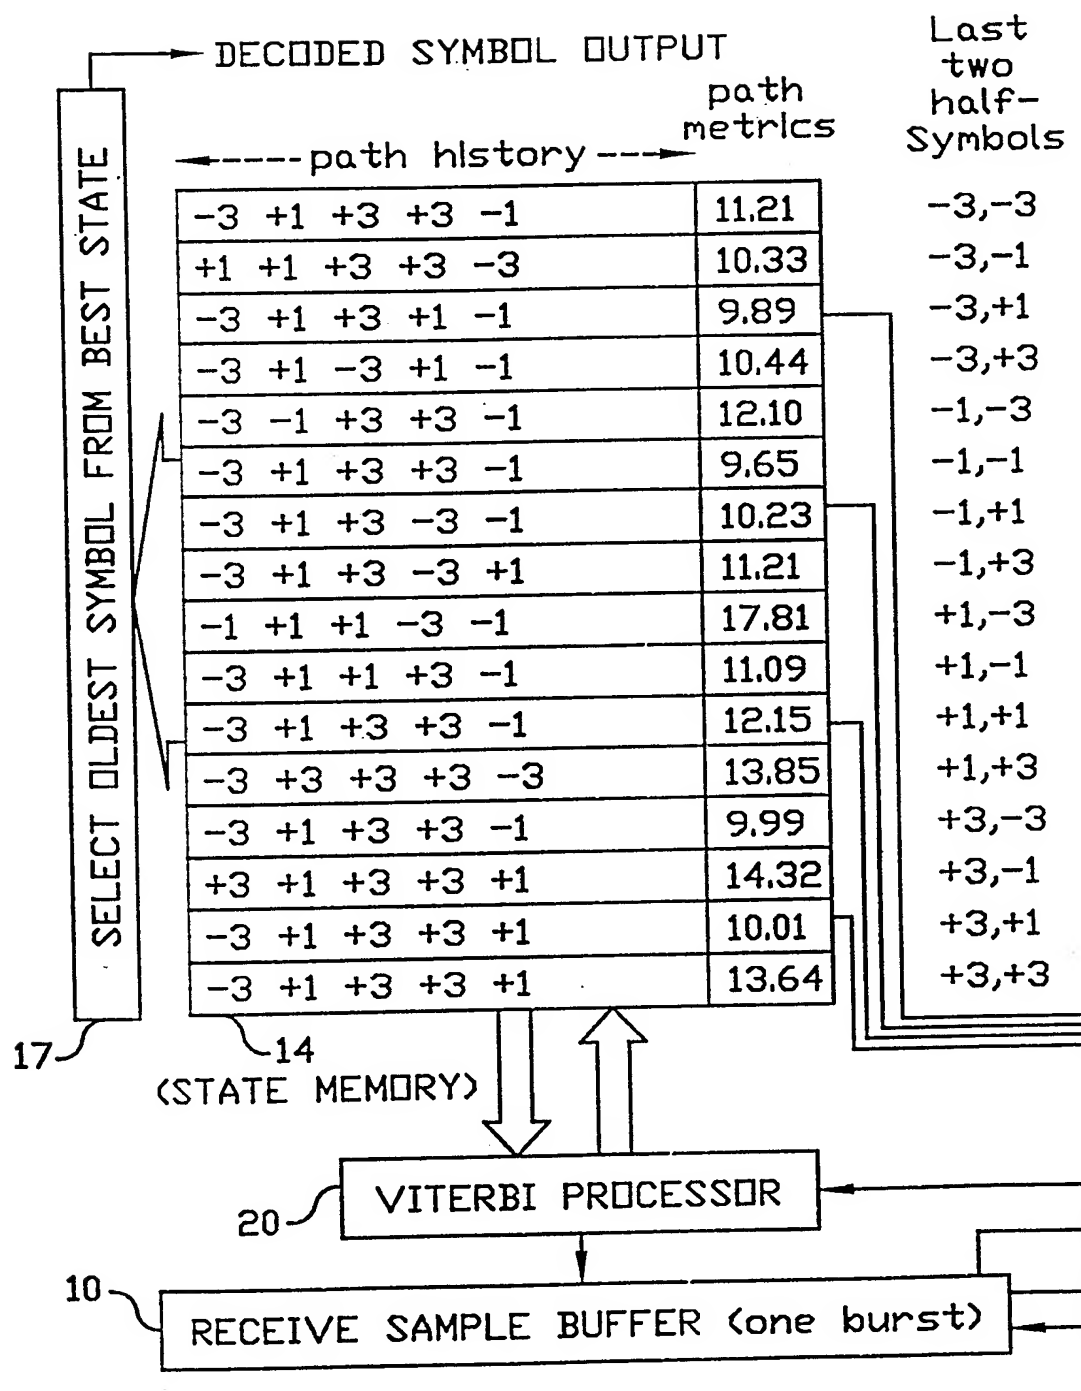 DECODED SYMBOL OUTPUT
Last
two
half-
Symbols
path
metrics
path history
SELECT OLDEST SYMBOL FROM BEST STATE
-3 +1 +3 +3 -1 11.21 -3,-3
+1 +1 +3 +3 -3 10.33 -3,-1
-3 +1 +3 +1 -1 9.89 -3,+1
-3 +1 -3 +1 -1 10.44 -3,+3
-3 -1 +3 +3 -1 12.10 -1,-3
-3 +1 +3 +3 -1 9.65 -1,-1
-3 +1 +3 -3 -1 10.23 -1,+1
-3 +1 +3 -3 +1 11.21 -1,+3
-1 +1 +1 -3 -1 17.81 +1,-3
-3 +1 +1 +3 -1 11.09 +1,-1
-3 +1 +3 +3 -1 12.15 +1,+1
-3 +3 +3 +3 -3 13.85 +1,+3
-3 +1 +3 +3 -1 9.99 +3,-3
+3 +1 +3 +3 +1 14.32 +3,-1
-3 +1 +3 +3 +1 10.01 +3,+1
-3 +1 +3 +3 +1 13.64 +3,+3
17
14
(STATE MEMORY)
VITERBI PROCESSOR
20
10
RECEIVE SAMPLE BUFFER (one burst)